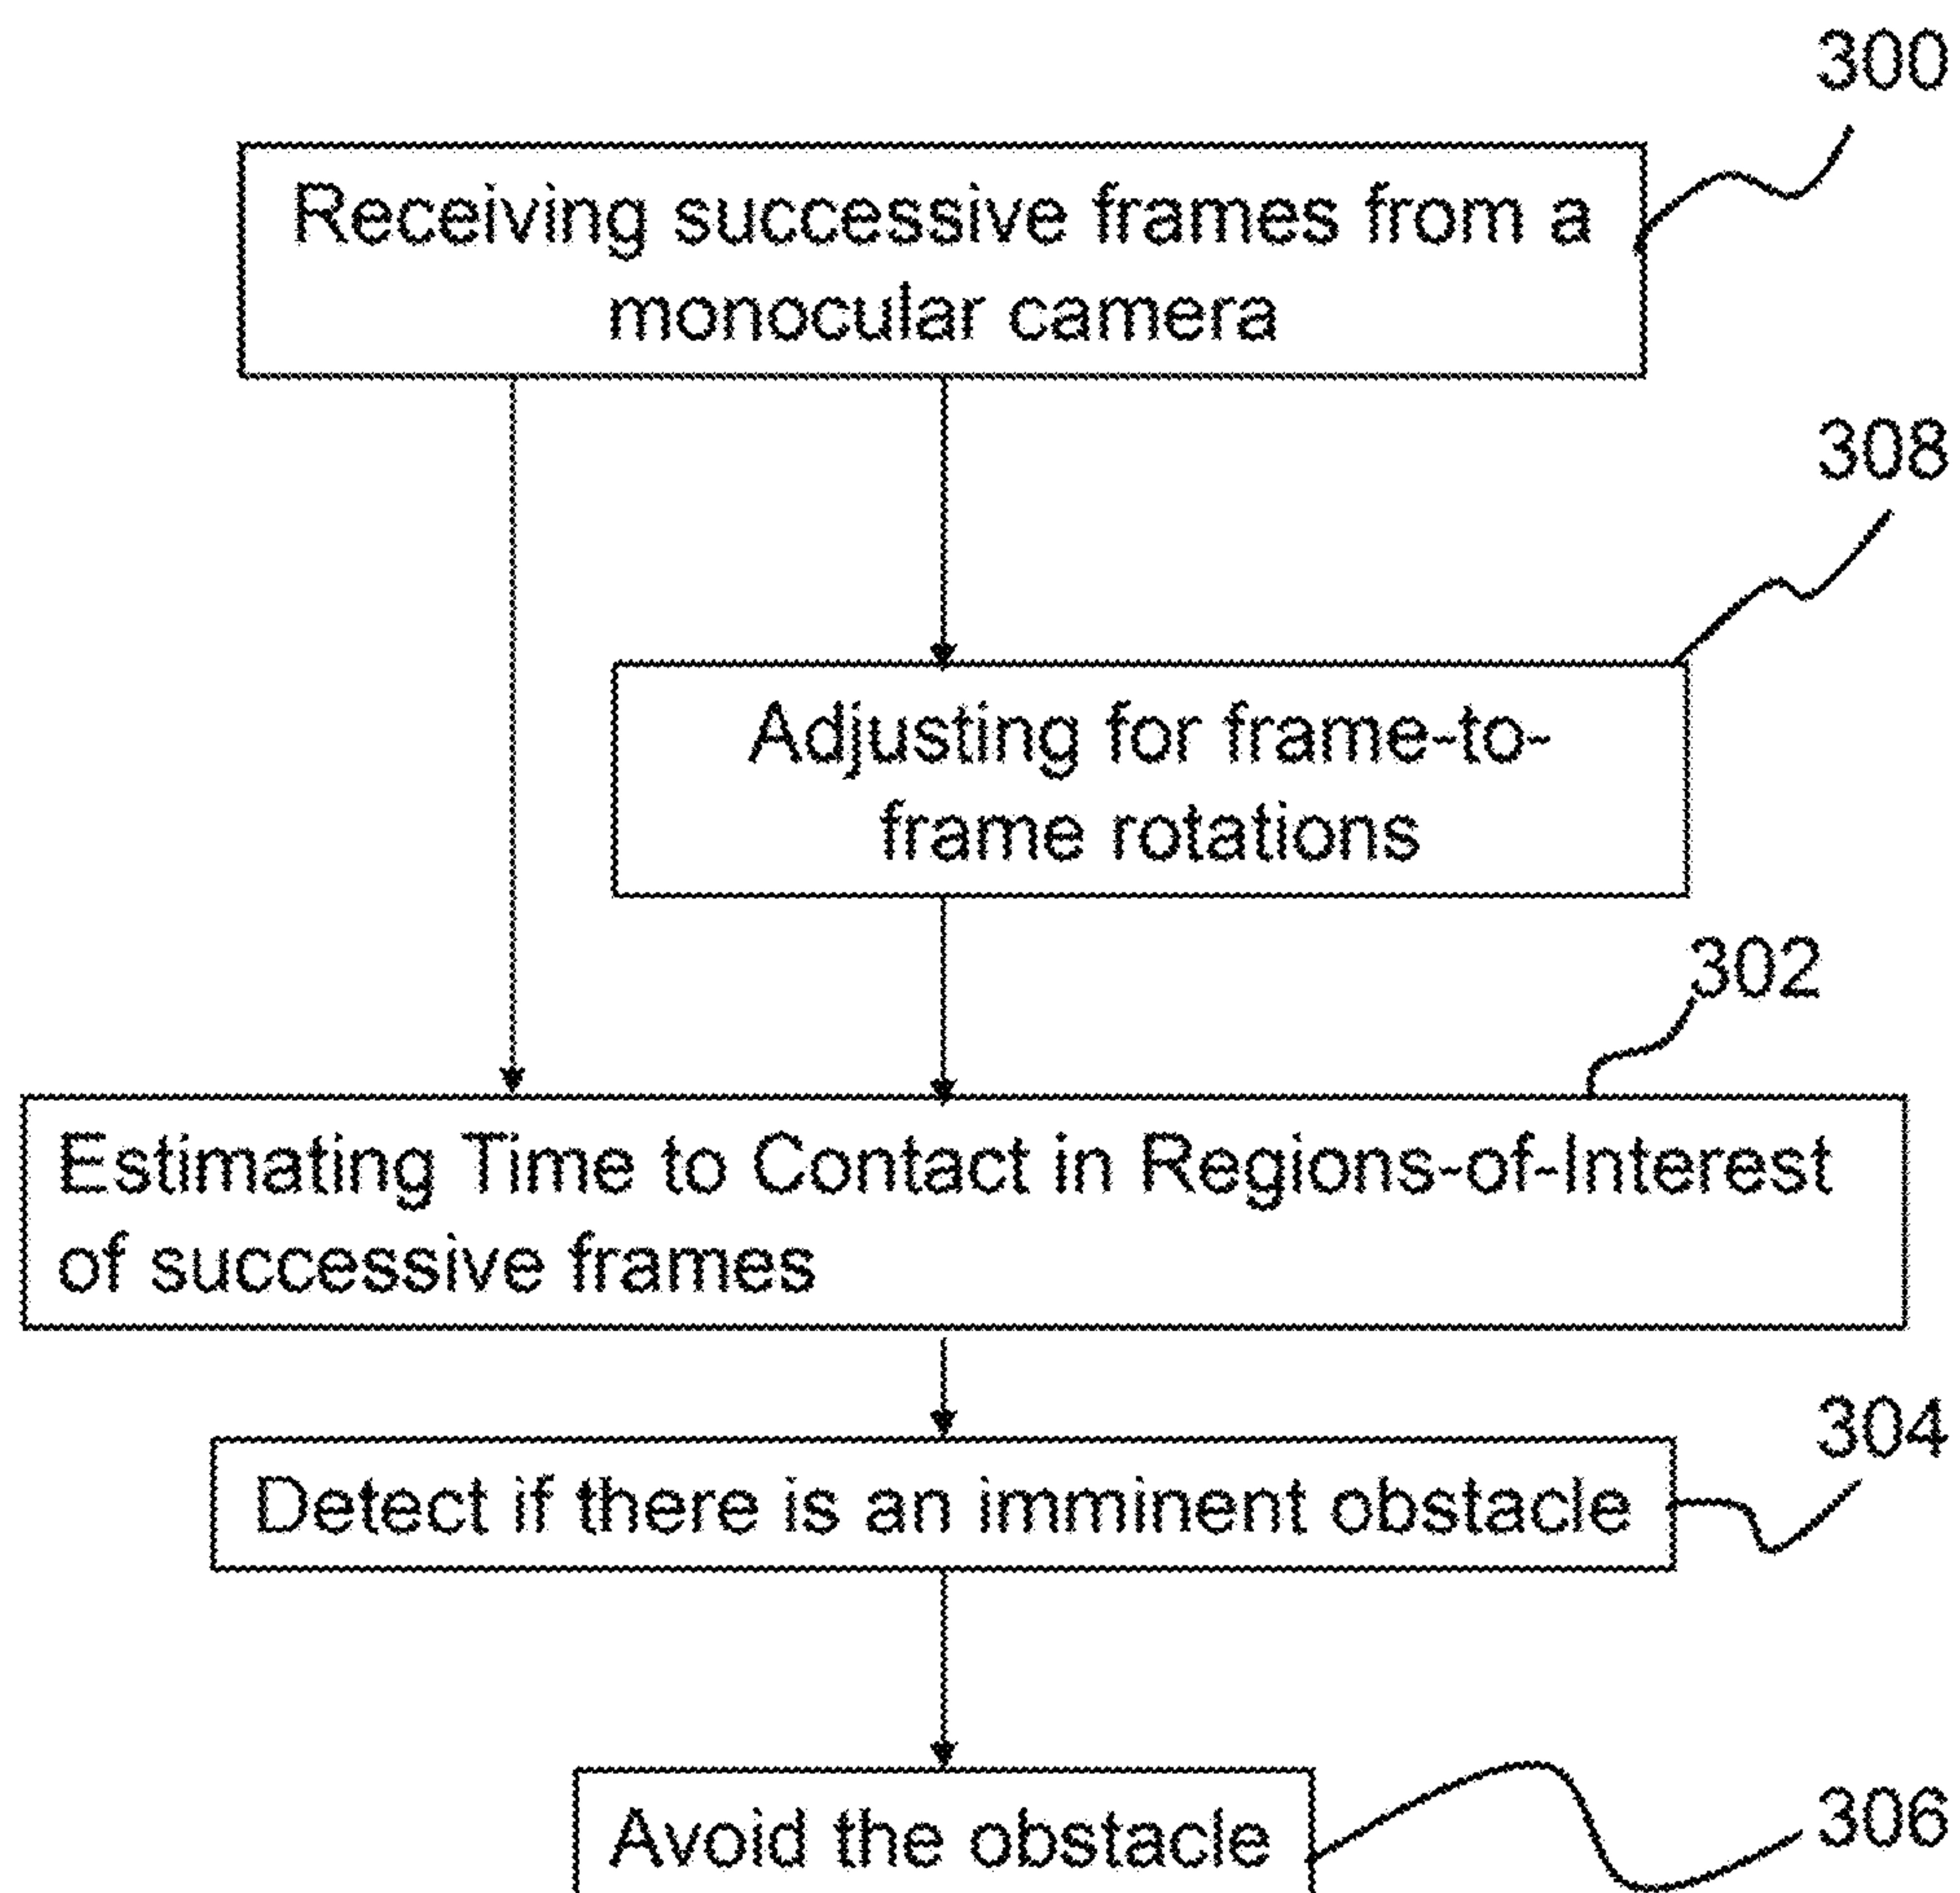 300
Receiving successive frames from a
monocular camera
308
Adjusting for frame-to-
frame rotations
302
Estimating Time to Contact in Regions-of-Interest
of successive frames
304
Detect if there is an imminent obstacle
306
Avoid the obstacle